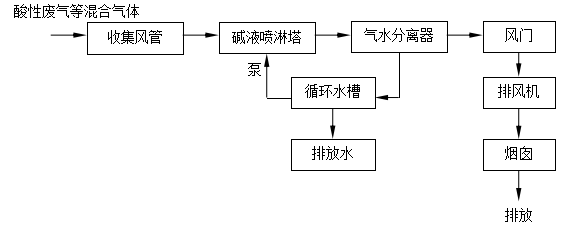 酸性废气等混合气体
收集风管
碱液喷淋塔
气水分离器
风门
泵
循环水槽
排风机
排放水
烟囱
排放